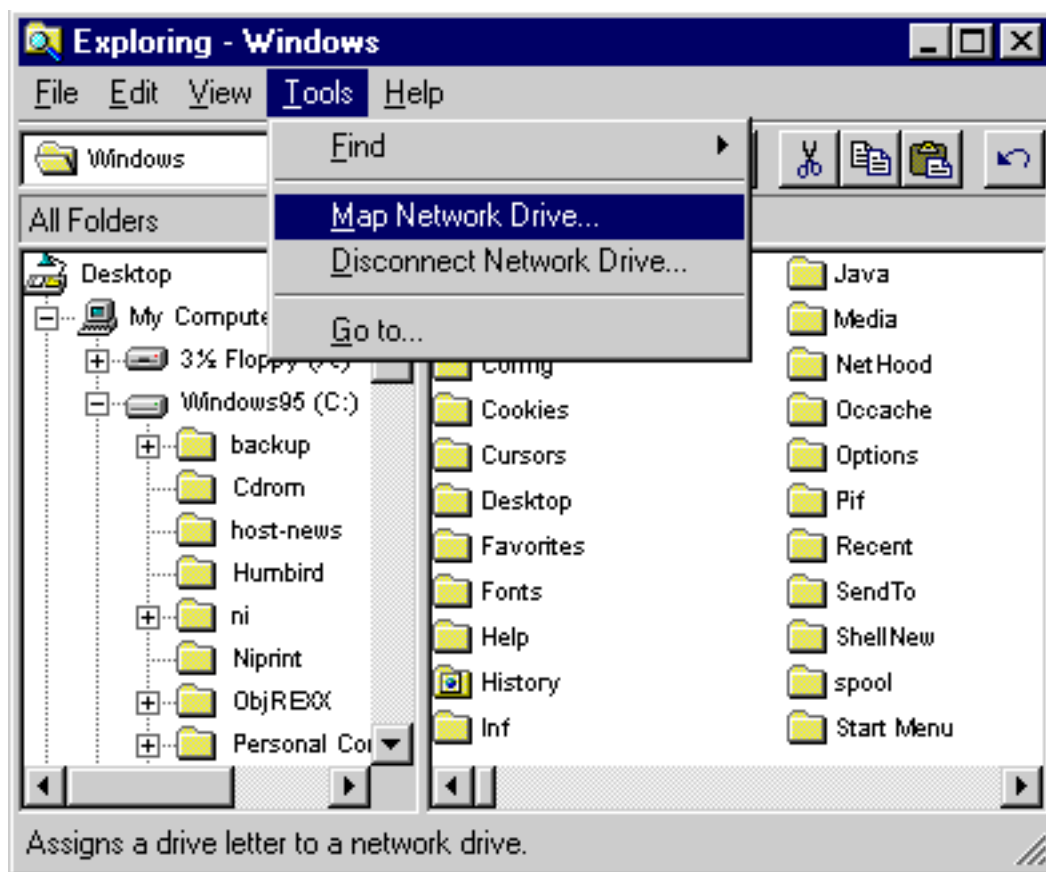 Exploring - Windows
File Edit View Tools Help
Windows
Find
Map Network Drive...
Disconnect Network Drive...
Go to...
All Folders
Desktop
My Compute
3½ Floppy
Windows95 (C:)
backup
Cdrom
host-news
Humbird
ni
Niprint
ObjREXX
Personal Co
Config
Cookies
Cursors
Desktop
Favorites
Fonts
Help
History
Inf
Java
Media
NetHood
Occache
Options
Pif
Recent
SendTo
ShellNew
spool
Start Menu
Assigns a drive letter to a network drive.